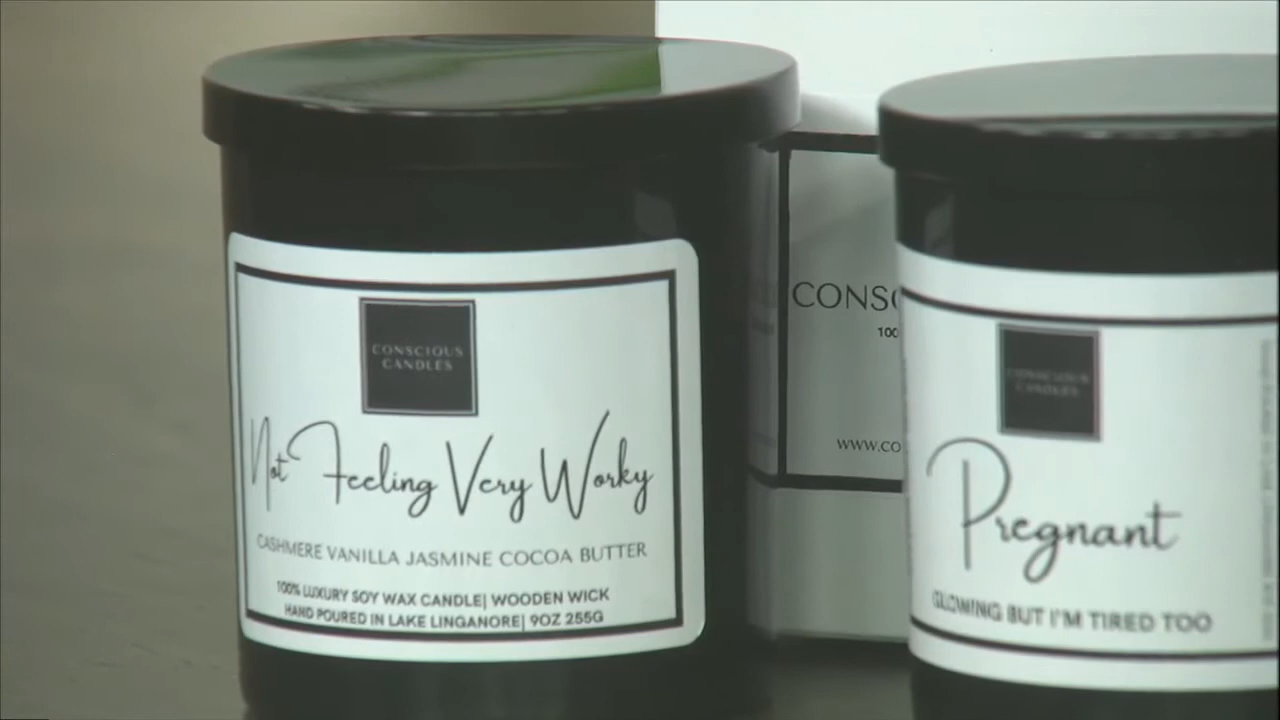 CONSCIOUS
CANDLES
Not Feeling Very Worky
CASHMERE VANILLA JASMINE COCOA BUTTER
100% LUXURY SOY WAX CANDLE| WOODEN WICK
HAND POURED IN LAKE LINGANORE| 9OZ 255G
CONSC
100
www.co
CONSCIOUS
CANDLES
Pregnant
GLOWING BUT I'M TIRED TOO